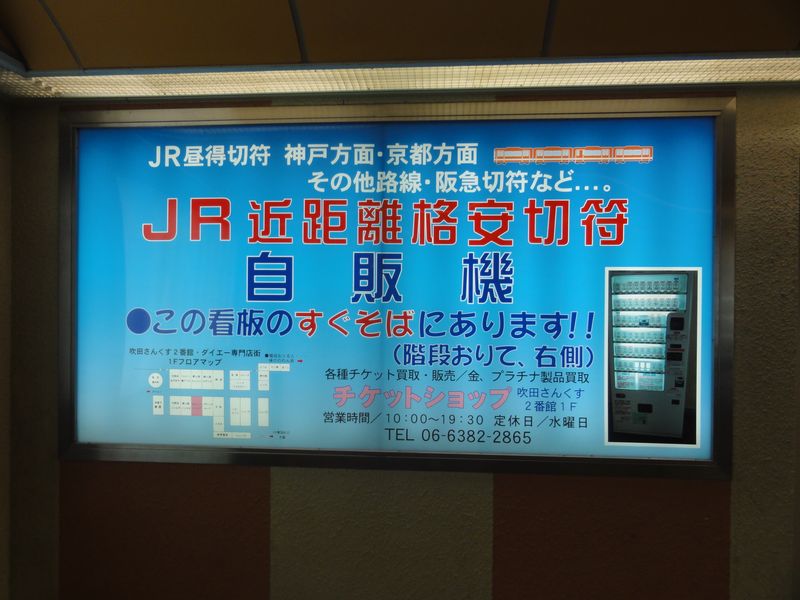 JR昼得切符 神戸方面・京都方面
その他路線・阪急切符など…。
JR近距離格安切符
自販機
●この看板のすぐそばにあります!!
(階段おりて、右側)
吹田さんくす2番館・ダイエー専門店街
1Fフロアマップ
各種チケット買取・販売／金、プラチナ製品買取
チケットショップ
吹田さんくす
2番館1F
営業時間／10:00～19:30 定休日／水曜日
TEL 06-6382-2865